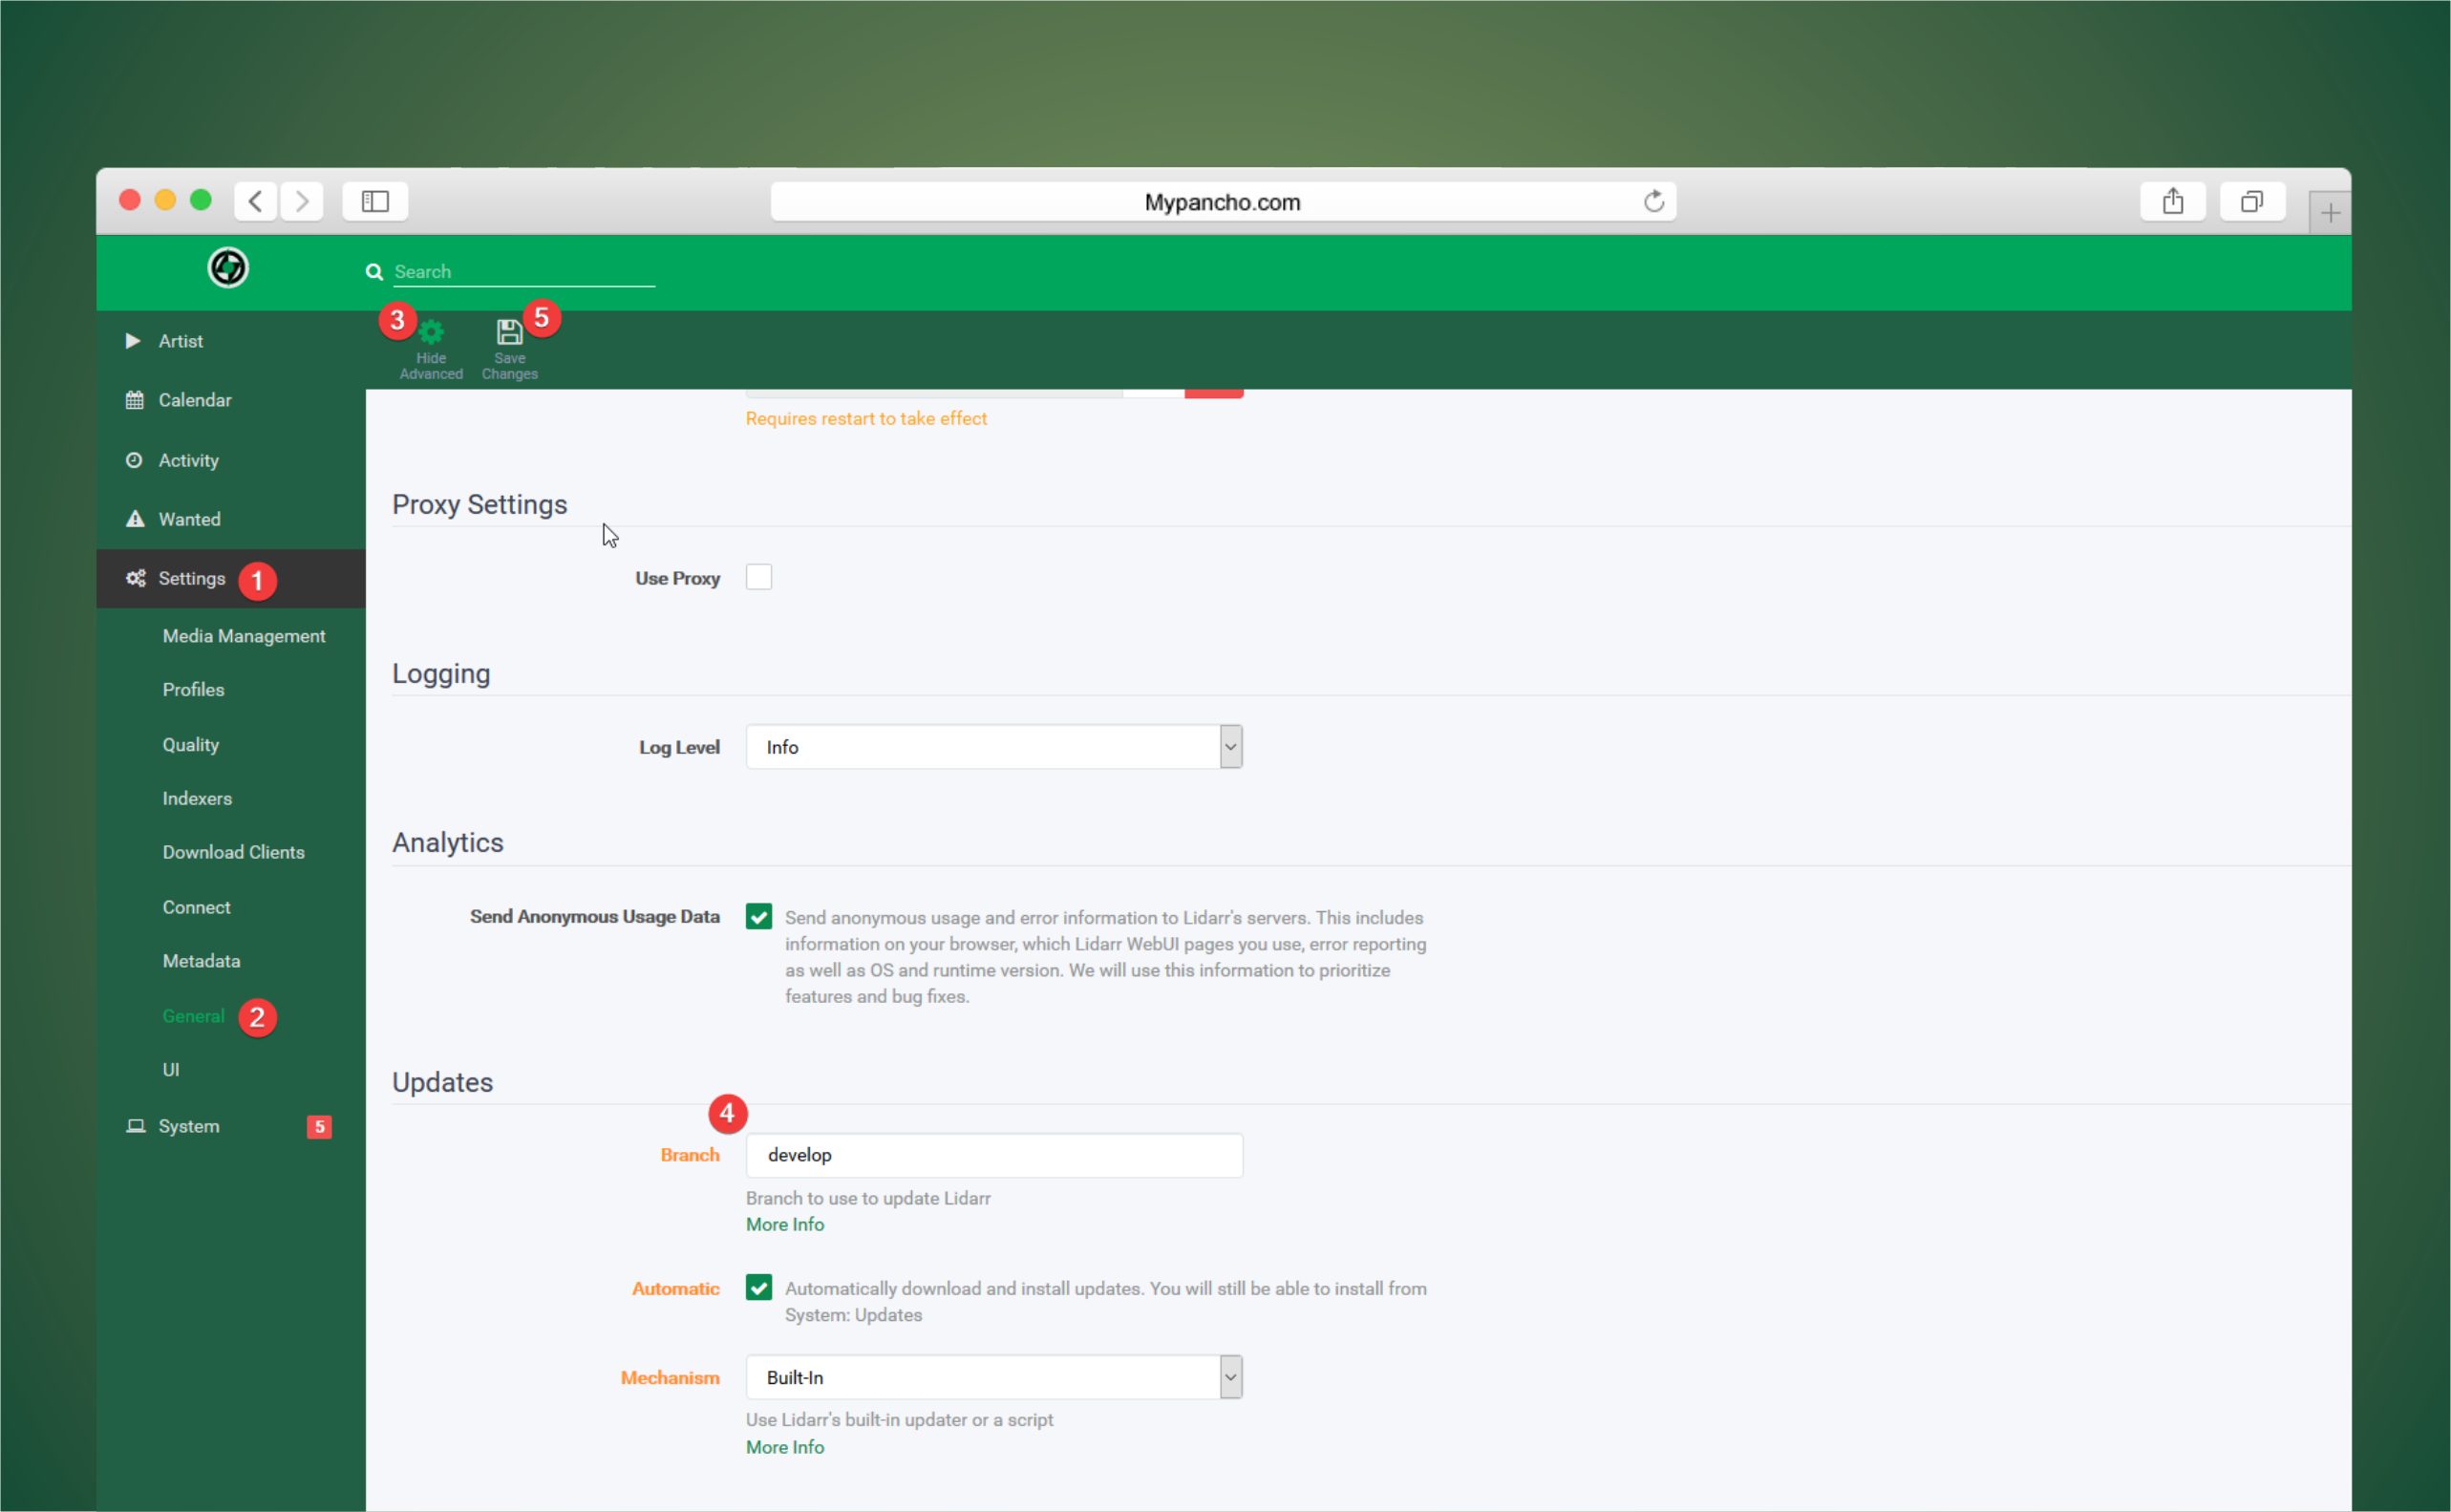 Mypancho.com
Search
3
5
Hide
Advanced
Save
Changes
Artist
Calendar
Activity
Wanted
Settings 1
Media Management
Profiles
Quality
Indexers
Download Clients
Connect
Metadata
General 2
UI
System 5
Requires restart to take effect
Proxy Settings
Use Proxy
Logging
Log Level Info
Analytics
Send Anonymous Usage Data
Send anonymous usage and error information to Lidarr's servers. This includes
information on your browser, which Lidarr WebUI pages you use, error reporting
as well as OS and runtime version. We will use this information to prioritize
features and bug fixes.
Updates
4
Branch develop
Branch to use to update Lidarr
More Info
Automatic
Automatically download and install updates. You will still be able to install from
System: Updates
Mechanism Built-In
Use Lidarr's built-in updater or a script
More Info